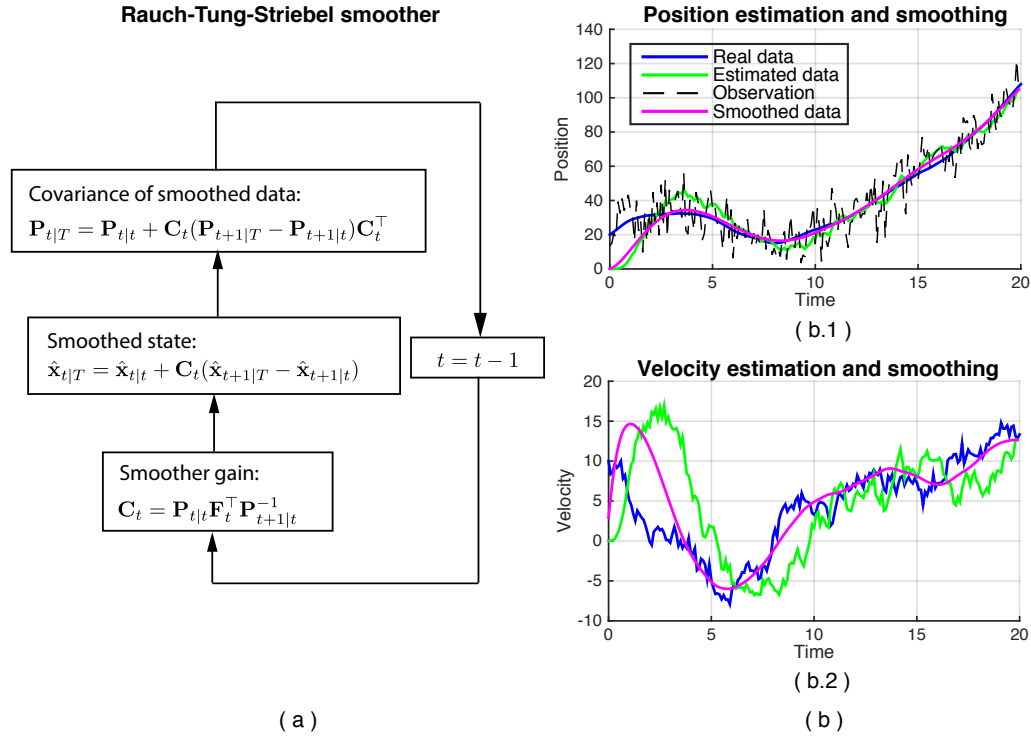 Rauch-Tung-Striebel smoother
Covariance of smoothed data:
P_{t|T} = P_{t|t} + C_t(P_{t+1|T} − P_{t+1|t})C_t^⊤
Smoothed state:
x̂_{t|T} = x̂_{t|t} + C_t(x̂_{t+1|T} − x̂_{t+1|t})
t = t − 1
Smoother gain:
C_t = P_{t|t}F_t^⊤P_{t+1|t}^{−1}
( a )
Position estimation and smoothing
140
120
100
80
60
40
20
0
Position
Real data
Estimated data
Observation
Smoothed data
0 5 10 15 20
Time
( b.1 )
Velocity estimation and smoothing
20
15
10
5
0
-5
-10
Velocity
0 5 10 15 20
Time
( b.2 )
( b )